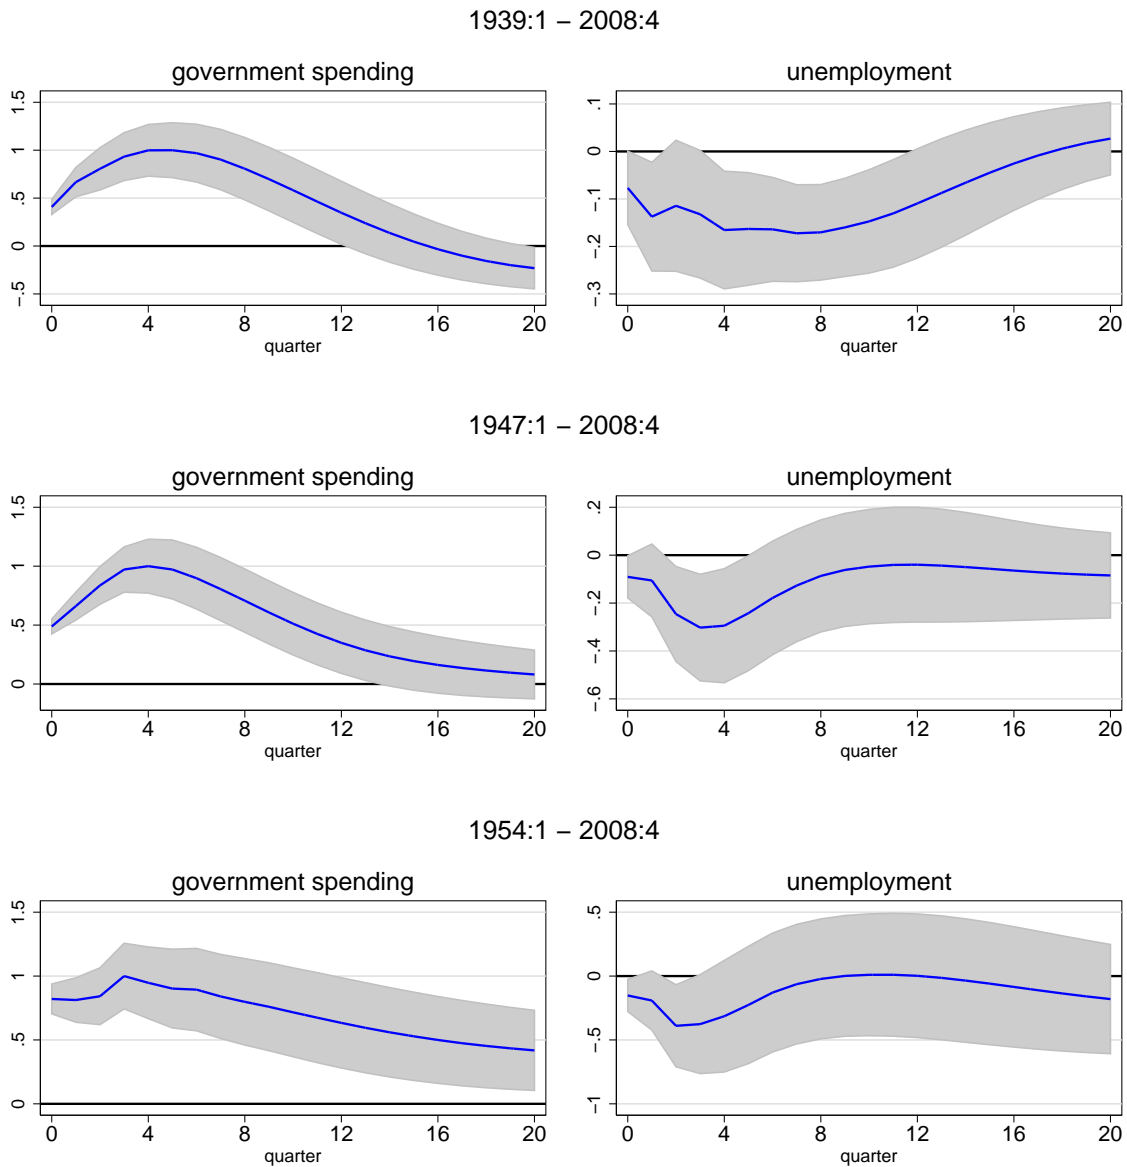 1939:1 – 2008:4
government spending
unemployment
1.5
1
.5
0
−.5
0 4 8 12 16 20
quarter
.1
0
−.1
−.2
−.3
0 4 8 12 16 20
quarter
1947:1 – 2008:4
government spending
unemployment
1.5
1
.5
0
0 4 8 12 16 20
quarter
.2
0
−.2
−.4
−.6
0 4 8 12 16 20
quarter
1954:1 – 2008:4
government spending
unemployment
1.5
1
.5
0
0 4 8 12 16 20
quarter
.5
0
−.5
−1
0 4 8 12 16 20
quarter